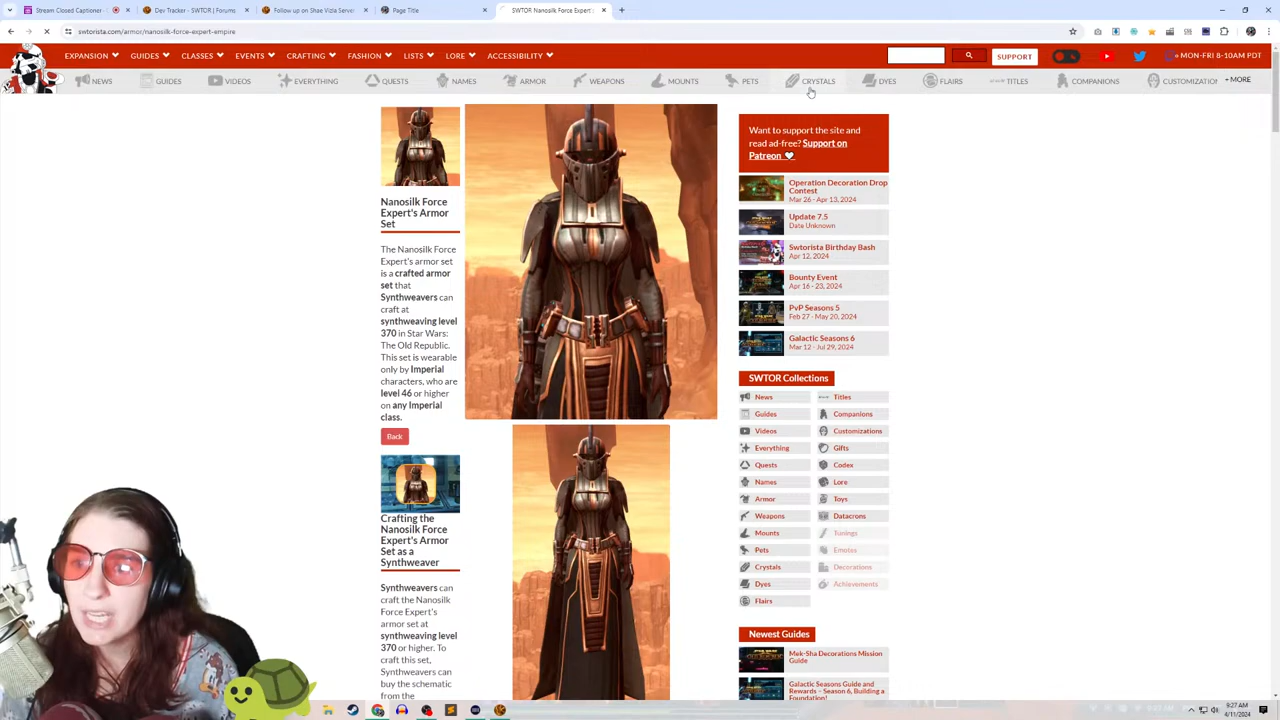 Stream Closed Captioner
Dev Tracker - SWTOR | Forums
Follow up on Shae Vizla Server
Page Title
SWTOR Nanosilk Force Expert'
swtorista.com/armor/nanosilk-force-expert-empire
EXPANSION GUIDES CLASSES EVENTS CRAFTING FASHION LISTS LORE ACCESSIBILITY
SUPPORT
MON-FRI 8-10AM PDT
NEWS GUIDES VIDEOS EVERYTHING QUESTS NAMES ARMOR WEAPONS MOUNTS PETS CRYSTALS DYES FLAIRS TITLES COMPANIONS CUSTOMIZATION + MORE
Nanosilk Force
Expert's Armor
Set
The Nanosilk Force
Expert's armor set
is a crafted armor
set that
Synthweavers can
craft at
synthweaving level
370 in Star Wars:
The Old Republic.
This set is wearable
only by Imperial
characters, who are
level 46 or higher
on any Imperial
class.
Back
Crafting the
Nanosilk Force
Expert's Armor
Set as a
Synthweaver
Synthweavers can
craft the Nanosilk
Force Expert's
armor set at
synthweaving level
370 or higher. To
craft this set,
Synthweavers can
buy the schematic
from the
Want to support the site and
read ad-free? Support on
Patreon
Operation Decoration Drop
Contest
Mar 26 - Apr 13, 2024
Update 7.5
Date Unknown
Swtorista Birthday Bash
Apr 12, 2024
Bounty Event
Apr 16 - 23, 2024
PvP Seasons 5
Feb 27 - May 20, 2024
Galactic Seasons 6
Mar 12 - Jul 29, 2024
SWTOR Collections
News Titles
Guides Companions
Videos Customizations
Everything Gifts
Quests Codex
Names Lore
Armor Toys
Weapons Datacrons
Mounts Tunings
Pets Emotes
Crystals Decorations
Dyes Achievements
Flairs
Newest Guides
Mek-Sha Decorations Mission
Guide
Galactic Seasons Guide and
Rewards – Season 6, Building a
Foundation!
9:27 AM
4/11/2024